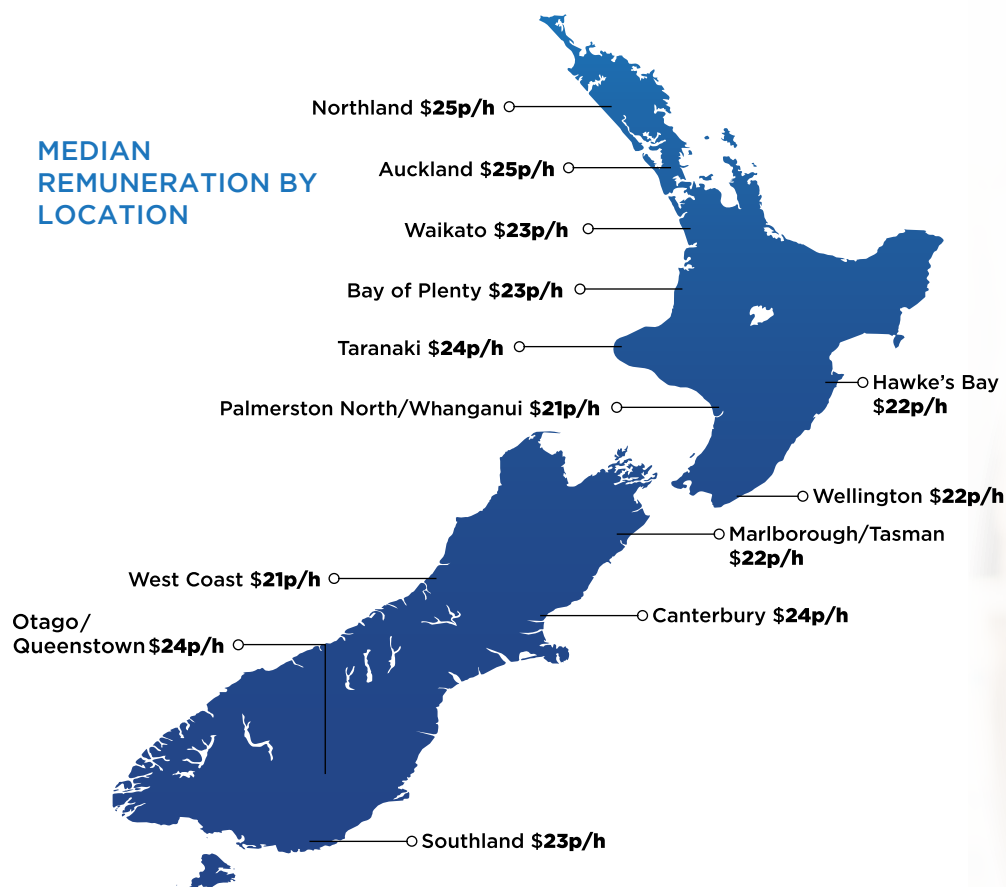 MEDIAN
REMUNERATION BY
LOCATION
Northland $25p/h
Auckland $25p/h
Waikato $23p/h
Bay of Plenty $23p/h
Taranaki $24p/h
Hawke's Bay
$22p/h
Palmerston North/Whanganui $21p/h
Wellington $22p/h
Marlborough/Tasman
$22p/h
West Coast $21p/h
Canterbury $24p/h
Otago/
Queenstown $24p/h
Southland $23p/h